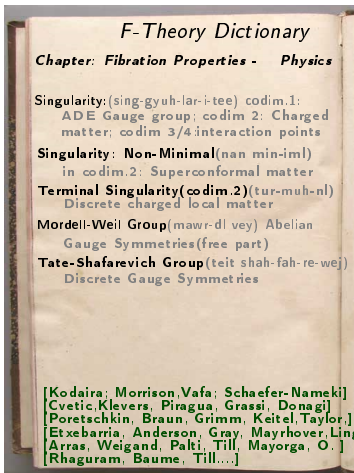 F-Theory Dictionary
Chapter: Fibration Properties - Physics
Singularity:(sing-gyuh-lar-i-tee) codim.1:
ADE Gauge group; codim 2: Charged
matter; codim 3/4:interaction points
Singularity: Non-Minimal(nan min-iml)
in codim.2: Superconformal matter
Terminal Singularity(codim.2)(tur-muh-nl)
Discrete charged local matter
Mordell-Weil Group(mawr-dl vey) Abelian
Gauge Symmetries(free part)
Tate-Shafarevich Group(teit shah-fah-re-wej)
Discrete Gauge Symmetries
[Kodaira; Morrison,Vafa; Schaefer-Nameki]
[Cvetic,Klevers, Piragua, Grassi, Donagi]
[Poretschkin, Braun, Grimm, Keitel,Taylor,]
[Etxebarria, Anderson, Gray, Mayrhofer,Ling
[Arras, Weigand, Palti, Till, Mayorga, O. ]
[Rhaguram, Baume, Till....]